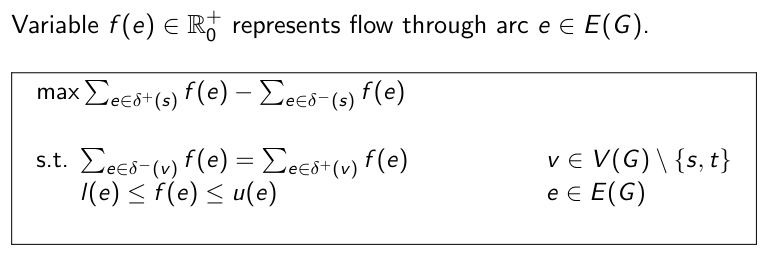 Variable f(e) ∈ ℝ₀⁺ represents flow through arc e ∈ E(G).
max ∑_{e∈δ⁺(s)} f(e) − ∑_{e∈δ⁻(s)} f(e)
s.t. ∑_{e∈δ⁻(v)} f(e) = ∑_{e∈δ⁺(v)} f(e) v ∈ V(G) \ {s, t}
l(e) ≤ f(e) ≤ u(e) e ∈ E(G)